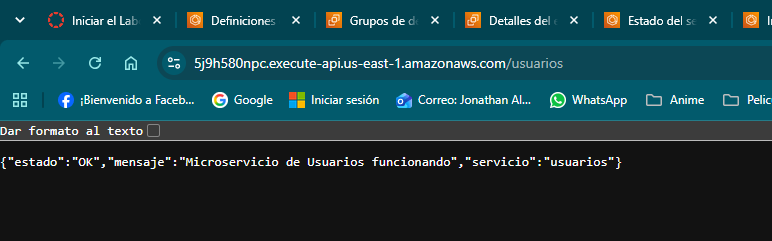 Iniciar el Lab
Definiciones
Grupos de d
Detalles del
Estado del se
5j9h580npc.execute-api.us-east-1.amazonaws.com/usuarios
¡Bienvenido a Faceb...
Google
Iniciar sesión
Correo: Jonathan Al...
WhatsApp
Anime
Pelic
Dar formato al texto
{"estado":"OK","mensaje":"Microservicio de Usuarios funcionando","servicio":"usuarios"}